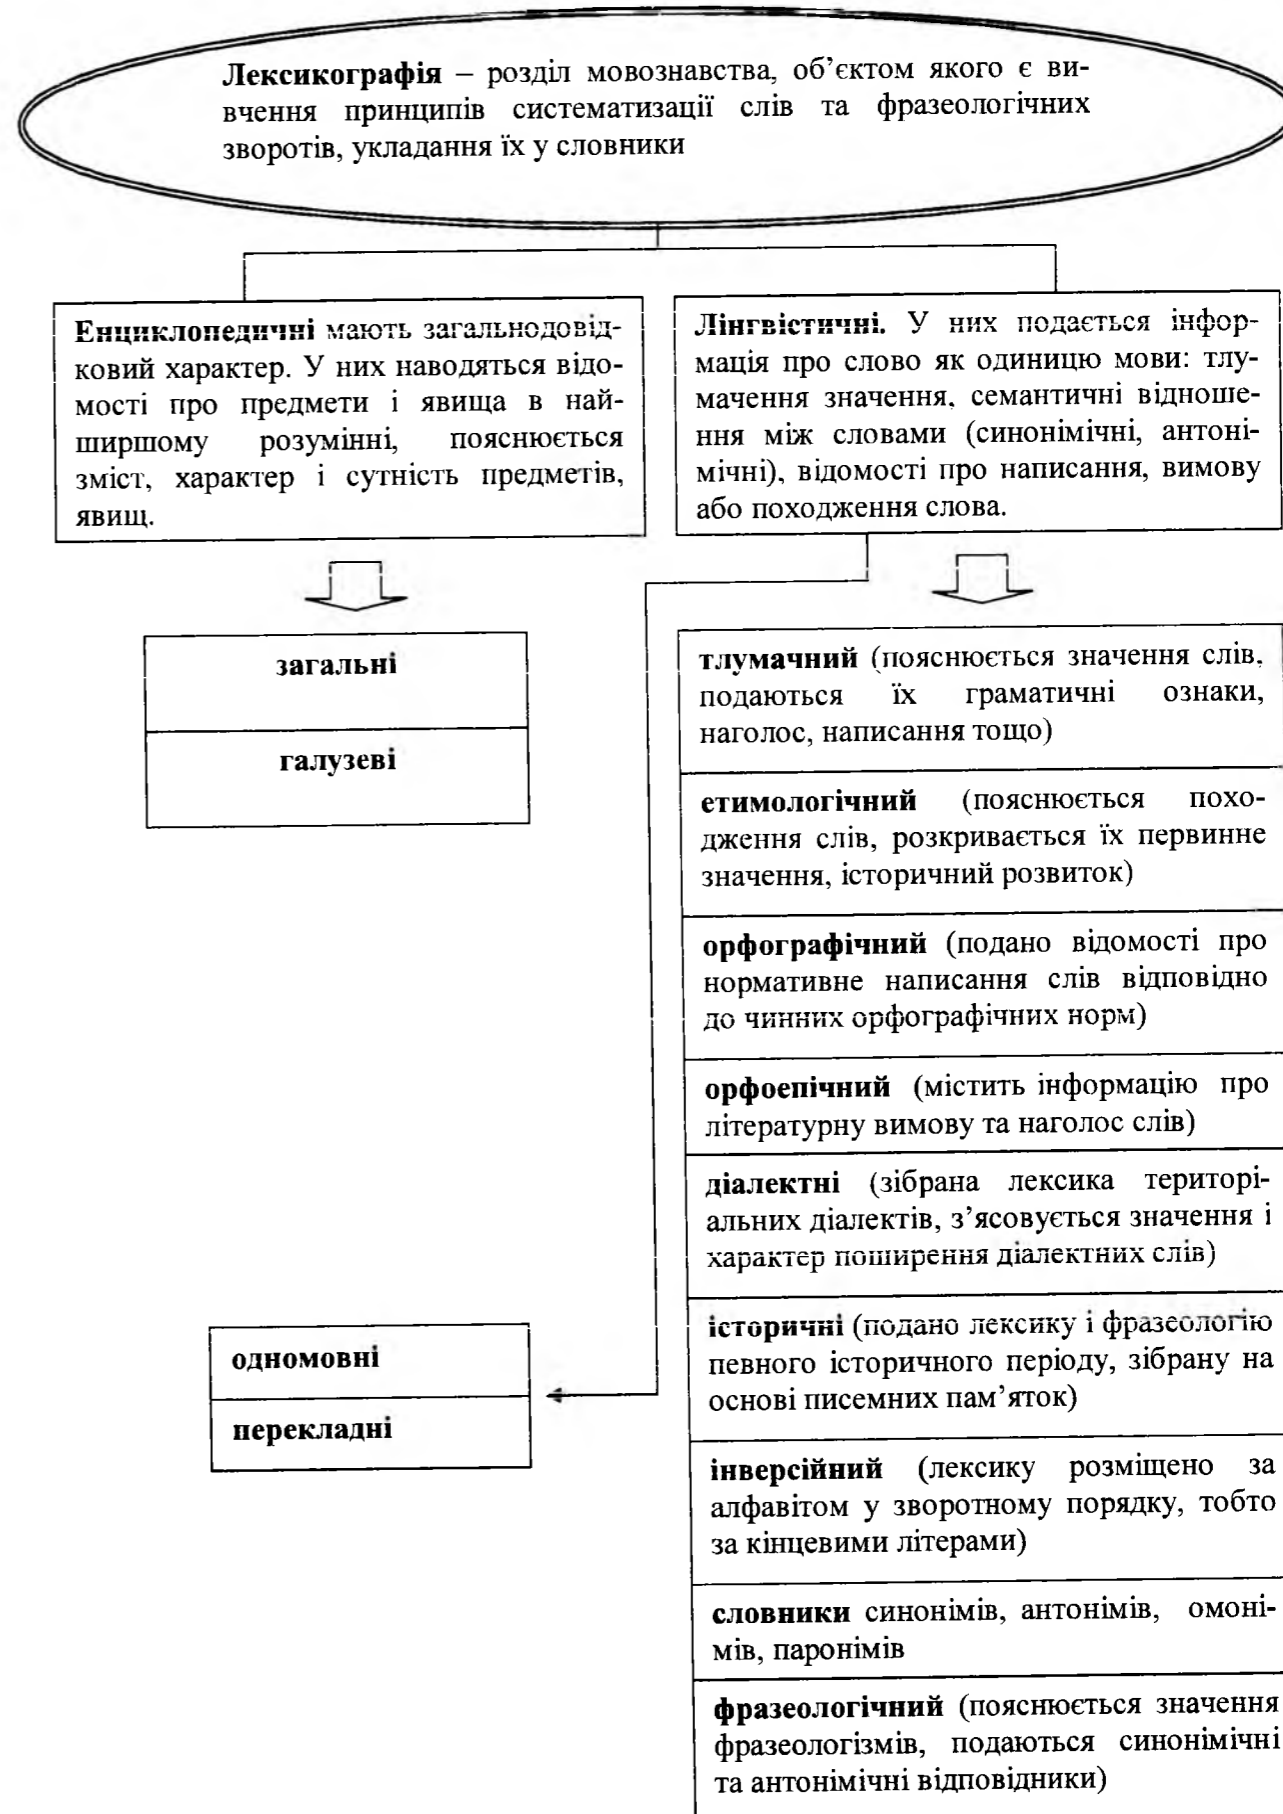 Лексикографія – розділ мовознавства, об’єктом якого є ви-
вчення принципів систематизації слів та фразеологічних
зворотів, укладання їх у словники
Енциклопедичні мають загальнодовід-
ковий характер. У них наводяться відо-
мості про предмети і явища в най-
ширшому розумінні, пояснюється
зміст, характер і сутність предметів,
явищ.
загальні
галузеві
Лінгвістичні. У них подається інфор-
мація про слово як одиницю мови: тлу-
мачення значення, семантичні відноше-
ння між словами (синонімічні, антоні-
мічні), відомості про написання, вимову
або походження слова.
одномовні
перекладні
тлумачний (пояснюється значення слів,
подаються їх граматичні ознаки,
наголос, написання тощо)
етимологічний (пояснюється похо-
дження слів, розкривається їх первинне
значення, історичний розвиток)
орфографічний (подано відомості про
нормативне написання слів відповідно
до чинних орфографічних норм)
орфоепічний (містить інформацію про
літературну вимову та наголос слів)
діалектні (зібрана лексика територі-
альних діалектів, з’ясовується значення і
характер поширення діалектних слів)
історичні (подано лексику і фразеологію
певного історичного періоду, зібрану на
основі писемних пам’яток)
інверсійний (лексику розміщено за
алфавітом у зворотному порядку, тобто
за кінцевими літерами)
словники синонімів, антонімів, омоні-
мів, паронімів
фразеологічний (пояснюється значення
фразеологізмів, подаються синонімічні
та антонімічні відповідники)